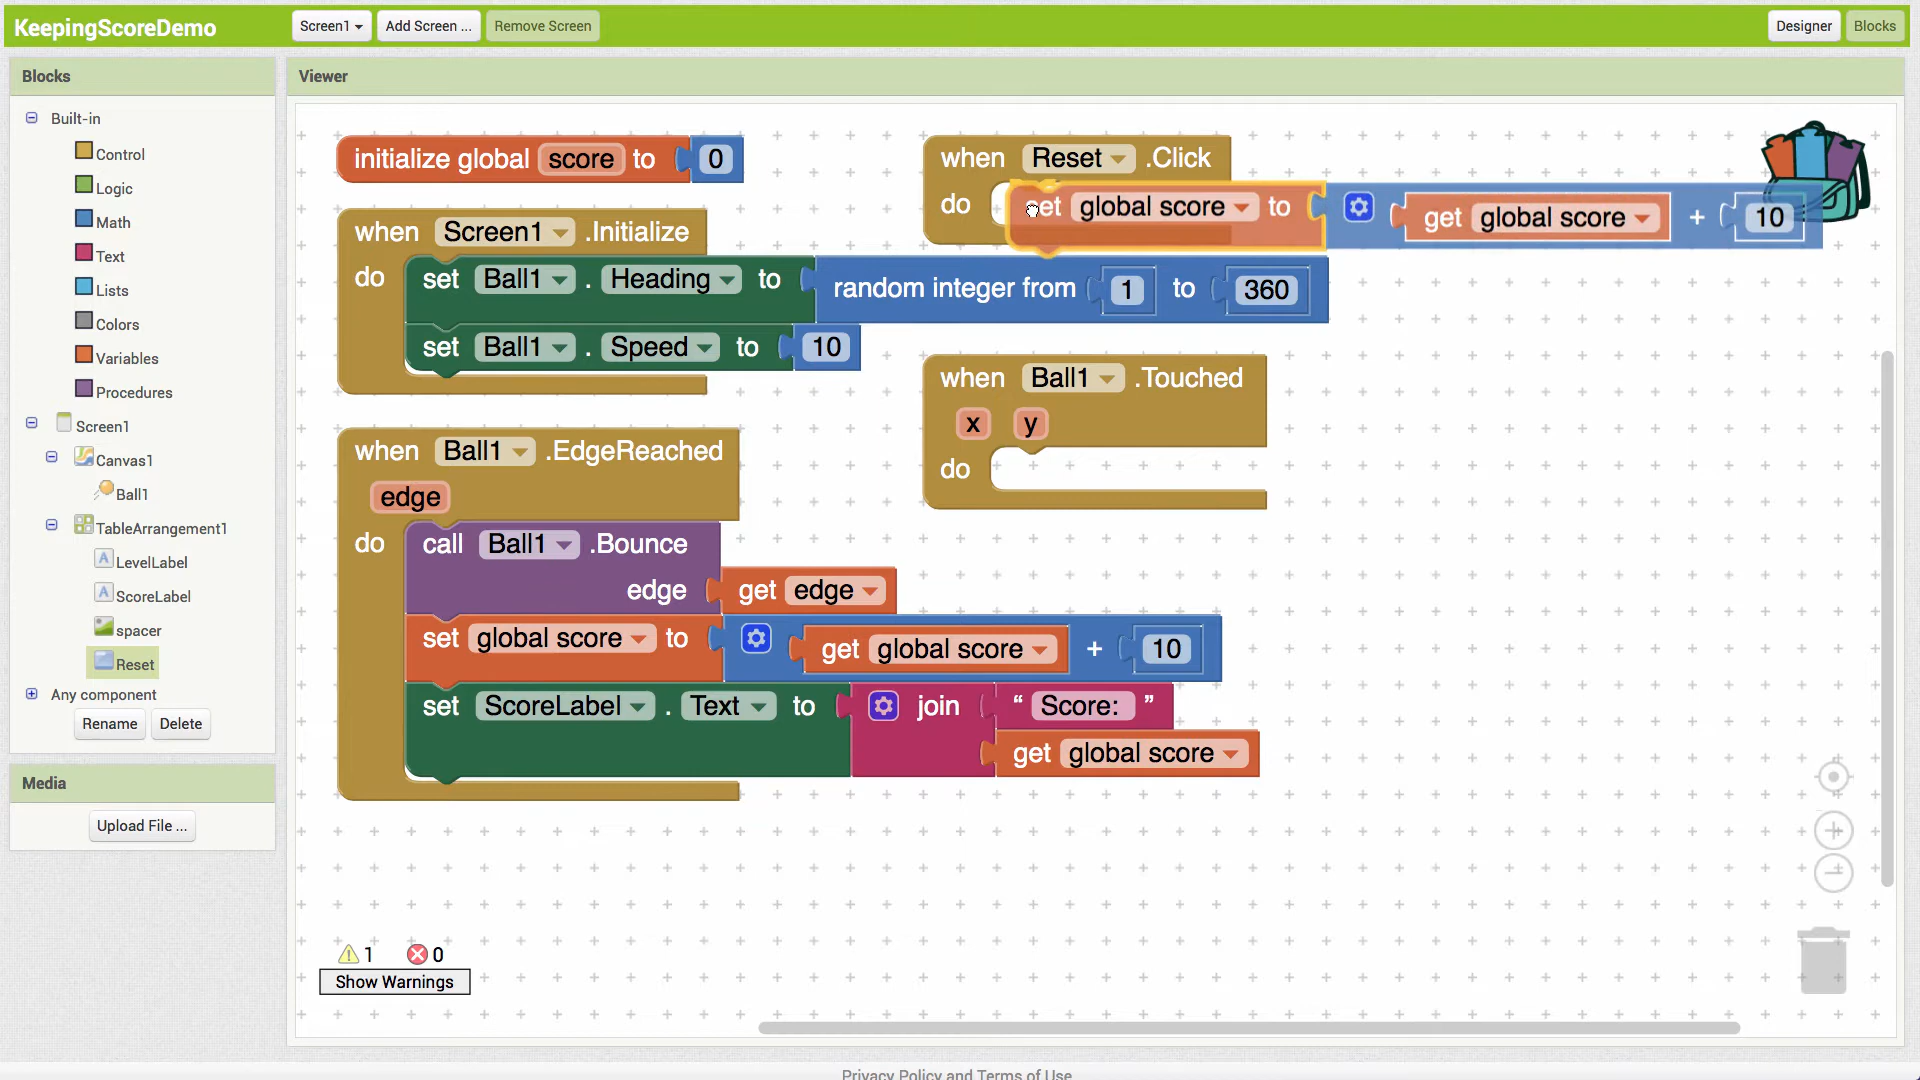 KeepingScoreDemo
Screen1 Add Screen ... Remove Screen Designer Blocks
Blocks
Built-in
Control
Logic
Math
Text
Lists
Colors
Variables
Procedures
Screen1
Canvas1
Ball1
TableArrangement1
LevelLabel
ScoreLabel
spacer
Reset
Any component
Rename Delete
Media
Upload File ...
Viewer
initialize global score to 0
when Screen1 .Initialize
do set Ball1 . Heading to random integer from 1 to 360
set Ball1 . Speed to 10
when Ball1 .EdgeReached
edge
do call Ball1 .Bounce
edge get edge
set global score to get global score + 10
set ScoreLabel . Text to join “ Score: ”
get global score
when Reset .Click
do set global score to get global score + 10
when Ball1 .Touched
x y
do
1 0
Show Warnings
Privacy Policy and Terms of Use